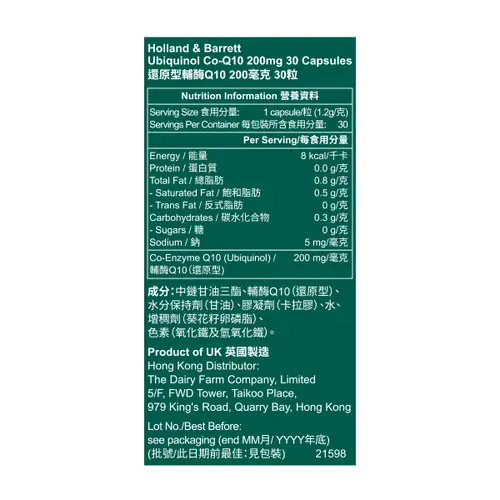 Holland & Barrett
Ubiquinol Co-Q10 200mg 30 Capsules
還原型輔酶Q10 200毫克 30粒
Nutrition Information 營養資料
Serving Size 食用分量: 1 capsule/粒 (1.2g/克)
Servings Per Container 每包裝所含食用分量: 30
Per Serving/每食用分量
Energy / 能量 8 kcal/千卡
Protein / 蛋白質 0.0 g/克
Total Fat / 總脂肪 0.8 g/克
- Saturated Fat / 飽和脂肪 0.5 g/克
- Trans Fat / 反式脂肪 0 g/克
Carbohydrates / 碳水化合物 0.3 g/克
- Sugars / 糖 0 g/克
Sodium / 鈉 5 mg/毫克
Co-Enzyme Q10 (Ubiquinol) / 200 mg/毫克
輔酶Q10（還原型）
成分：中鏈甘油三酯、輔酶Q10（還原型）、
水分保持劑（甘油）、膠凝劑（卡拉膠）、水、
增稠劑（葵花籽卵磷脂）、
色素（氧化鐵及氫氧化鐵）。
Product of UK 英國製造
Hong Kong Distributor:
The Dairy Farm Company, Limited
5/F, FWD Tower, Taikoo Place,
979 King's Road, Quarry Bay, Hong Kong
Lot No./Best Before:
see packaging (end MM月/ YYYY年底)
(批號/此日期前最佳：見包裝) 21598